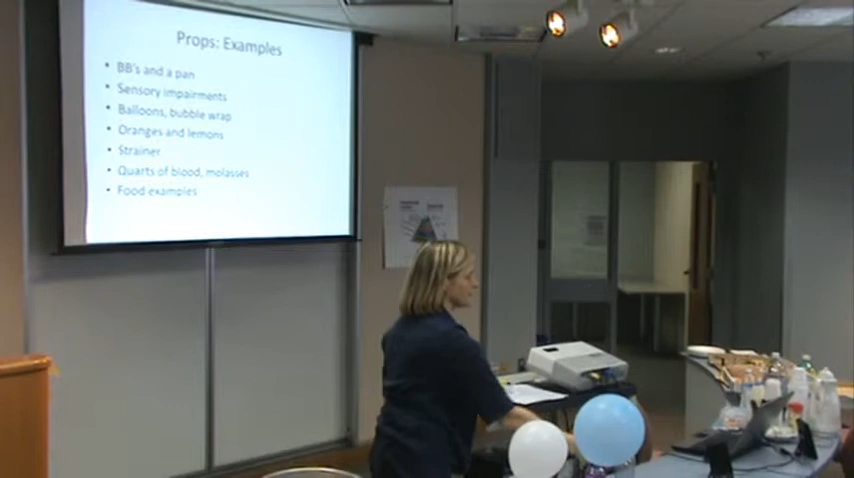 Props: Examples
• BB's and a pan
• Sensory impairments
• Balloons, bubble wrap
• Oranges and lemons
• Strainer
• Quarts of blood, molasses
• Food examples